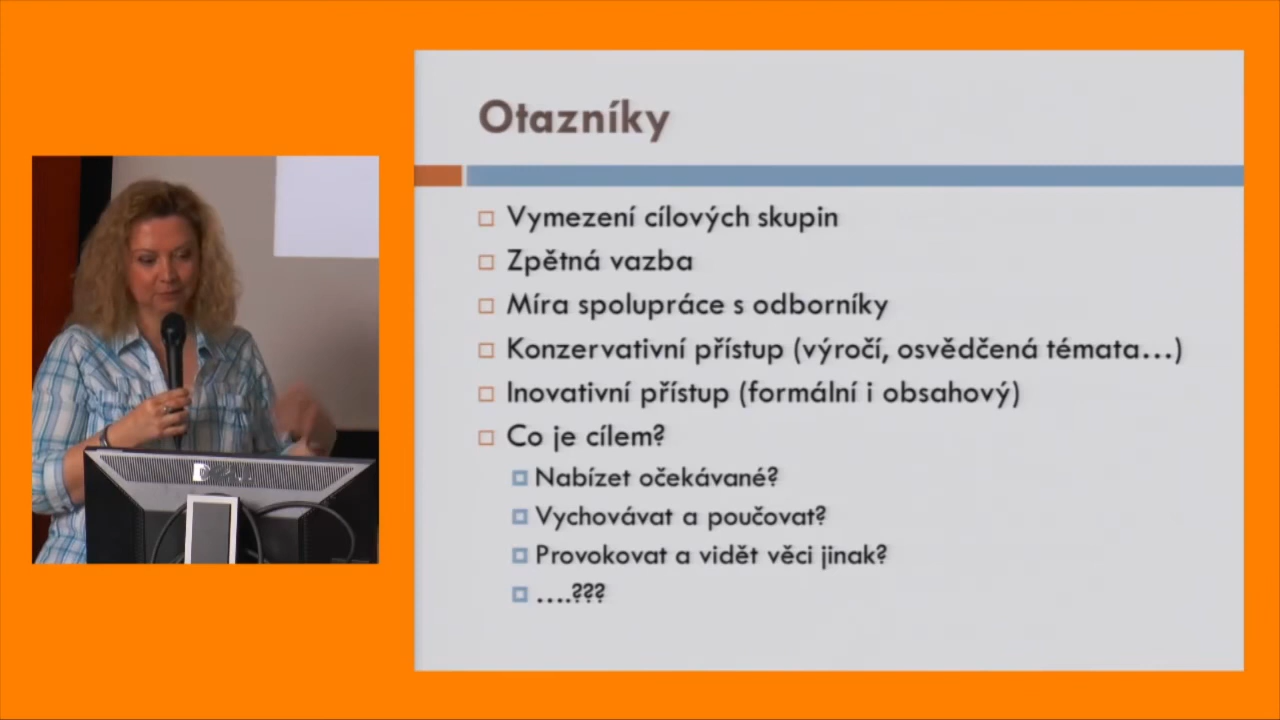 Otazníky
Vymezení cílových skupin
Zpětná vazba
Míra spolupráce s odborníky
Konzervativní přístup (výročí, osvědčená témata...)
Inovativní přístup (formální i obsahový)
Co je cílem?
Nabízet očekávané?
Vychovávat a poučovat?
Provokovat a vidět věci jinak?
....???
DELL